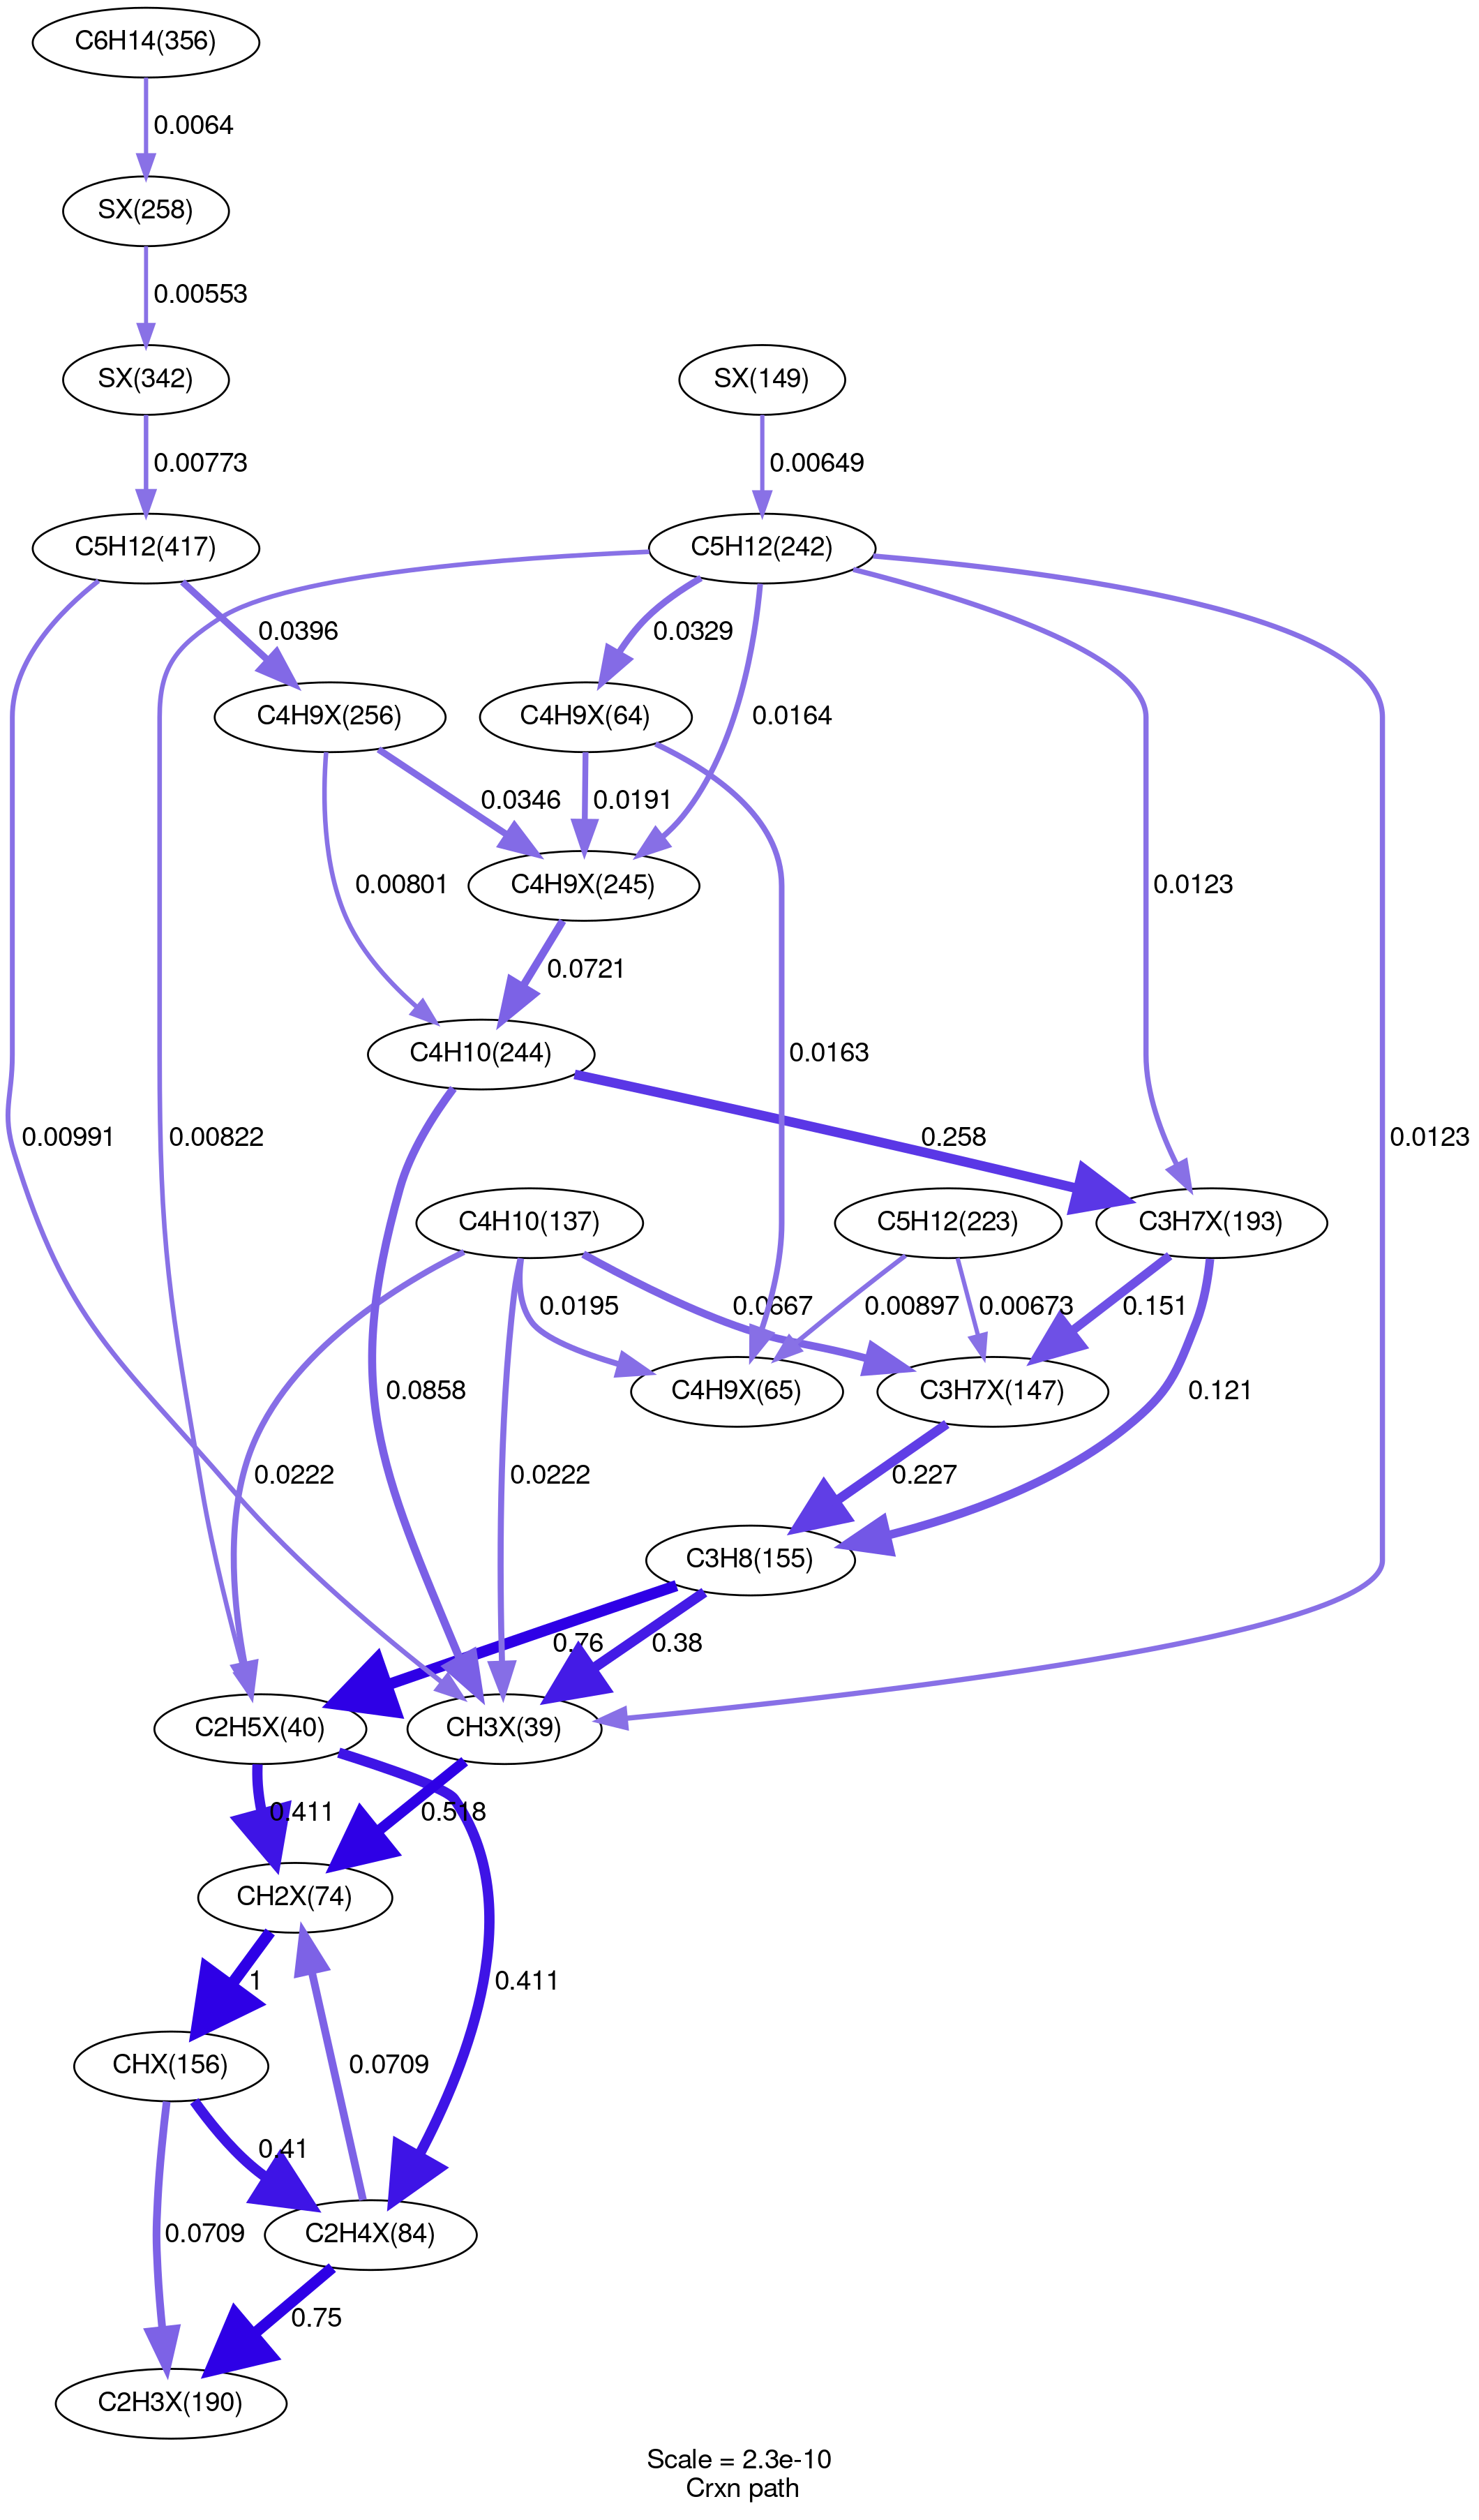 C6H14(356)
0.0064
SX(258)
0.00553
SX(342)
SX(149)
0.00773
0.00649
C5H12(417)
C5H12(242)
0.0396
0.0329
C4H9X(256)
C4H9X(64)
0.0164
0.0346
0.0191
0.00801
C4H9X(245)
0.0123
0.0721
C4H10(244)
0.0163
0.00991
0.00822
0.258
0.0123
C4H10(137)
C5H12(223)
C3H7X(193)
0.0195
0.0667
0.00897
0.00673
0.151
0.0858
C4H9X(65)
C3H7X(147)
0.121
0.0222
0.0222
0.227
C3H8(155)
0.76
0.38
C2H5X(40)
CH3X(39)
0.411
0.518
CH2X(74)
1
0.0709
0.411
CHX(156)
0.41
0.0709
C2H4X(84)
0.75
C2H3X(190)
Scale = 2.3e-10
Crxn path